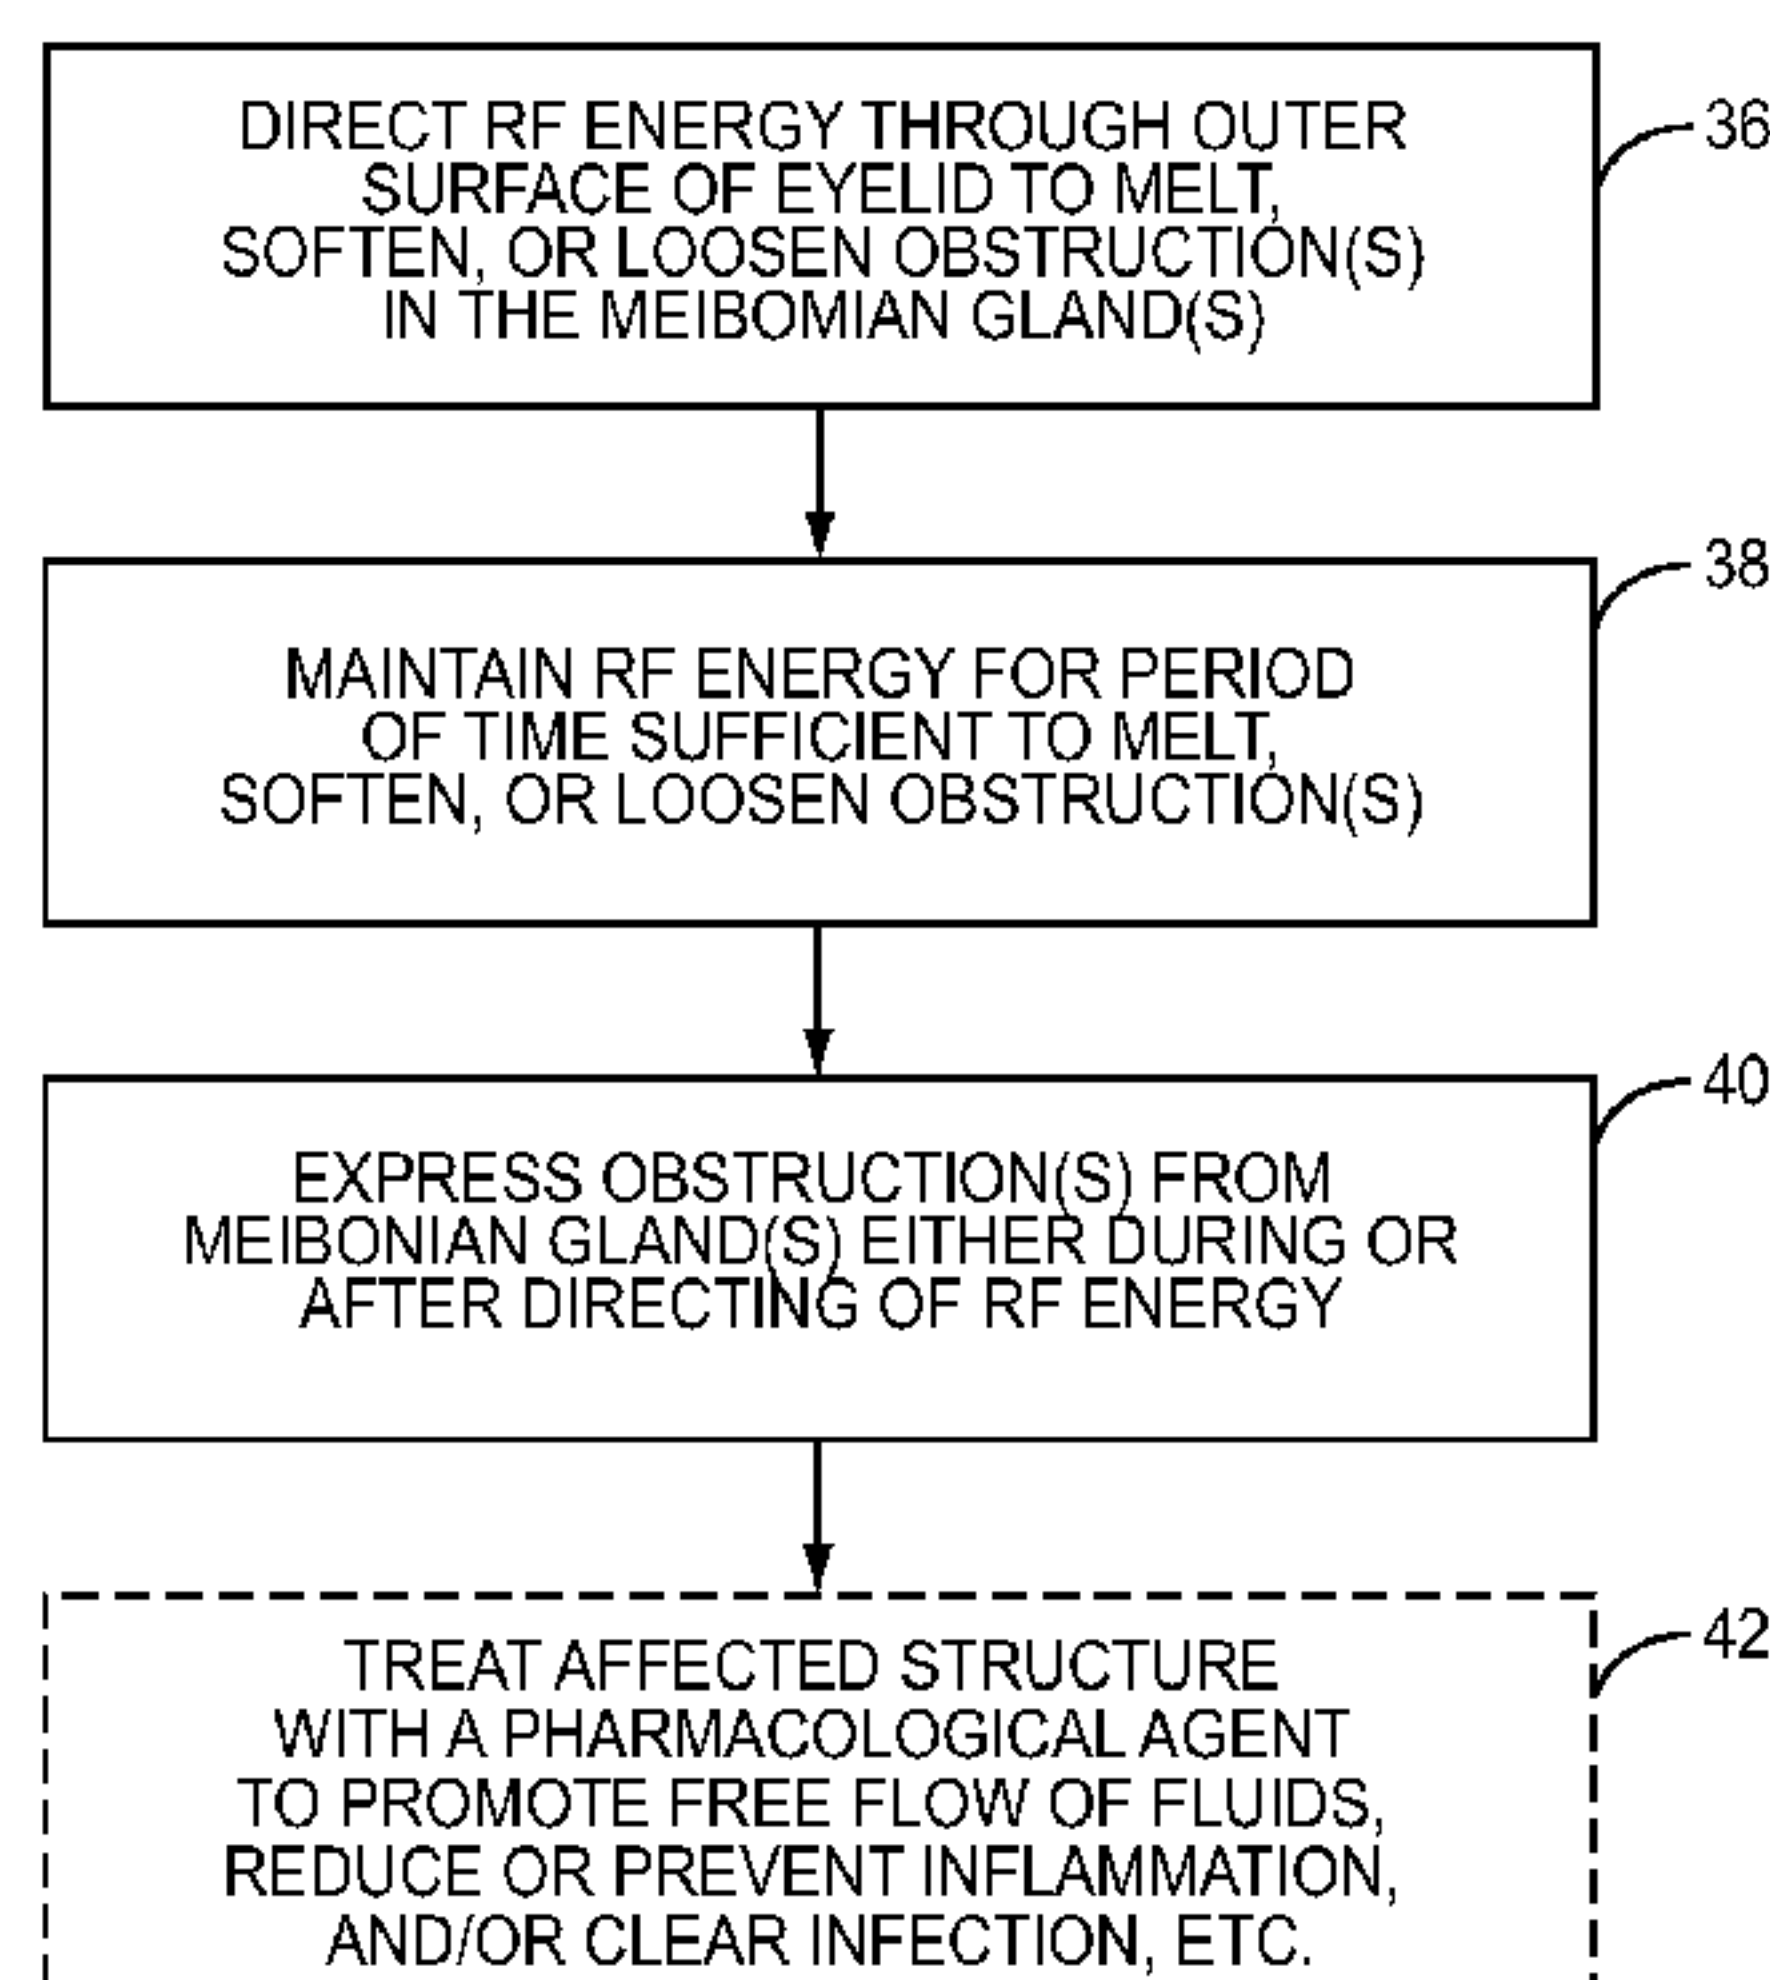 DIRECT RF ENERGY THROUGH OUTER
SURFACE OF EYELID TO MELT,
SOFTEN, OR LOOSEN OBSTRUCTION(S)
IN THE MEIBOMIAN GLAND(S)
36
MAINTAIN RF ENERGY FOR PERIOD
OF TIME SUFFICIENT TO MELT,
SOFTEN, OR LOOSEN OBSTRUCTION(S)
38
EXPRESS OBSTRUCTION(S) FROM
MEIBONIAN GLAND(S) EITHER DURING OR
AFTER DIRECTING OF RF ENERGY
40
TREAT AFFECTED STRUCTURE
WITH A PHARMACOLOGICAL AGENT
TO PROMOTE FREE FLOW OF FLUIDS,
REDUCE OR PREVENT INFLAMMATION,
AND/OR CLEAR INFECTION, ETC.
42